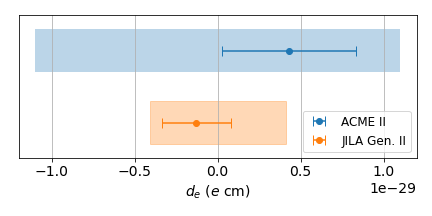 ACME II
JILA Gen. II
−1.0 −0.5 0.0 0.5 1.0
1e−29
d_e (e cm)